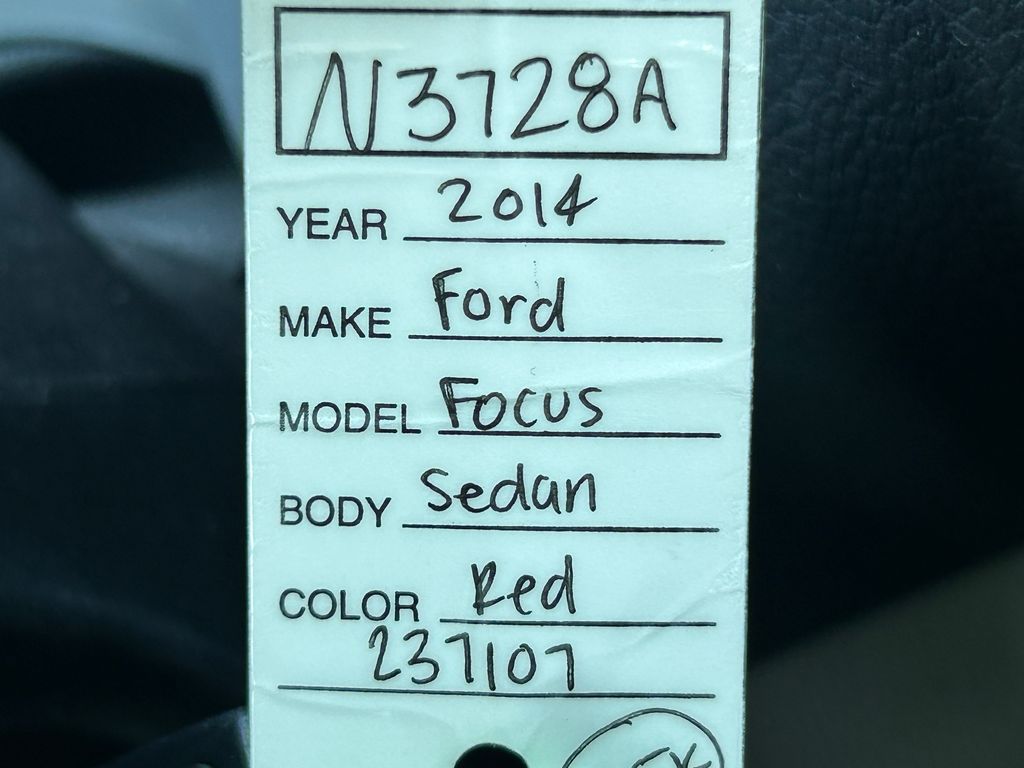 N3728A
YEAR 2014
MAKE Ford
MODEL Focus
BODY Sedan
COLOR Red
237107